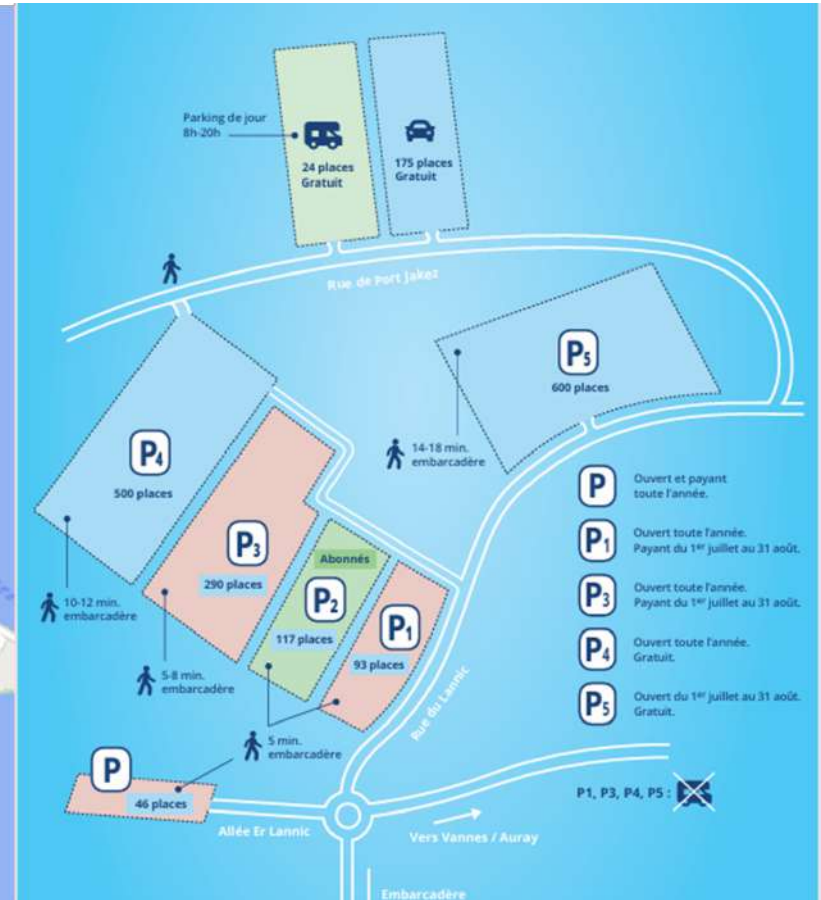 Parking de jour
8h-20h
24 places
Gratuit
175 places
Gratuit
Rue de Port Jakez
P5
600 places
14-18 min.
embarcadère
P4
500 places
10-12 min.
embarcadère
P3
290 places
5-8 min.
embarcadère
Abonnés
P2
117 places
P1
93 places
5 min.
embarcadère
Rue du Lannic
P
46 places
Allée Er Lannic
Vers Vannes / Auray
Embarcadère
P
Ouvert et payant
toute l'année.
P1
Ouvert toute l'année.
Payant du 1er juillet au 31 août.
P3
Ouvert toute l'année.
Payant du 1er juillet au 31 août.
P4
Ouvert toute l'année.
Gratuit.
P5
Ouvert du 1er juillet au 31 août.
Gratuit.
P1, P3, P4, P5 :